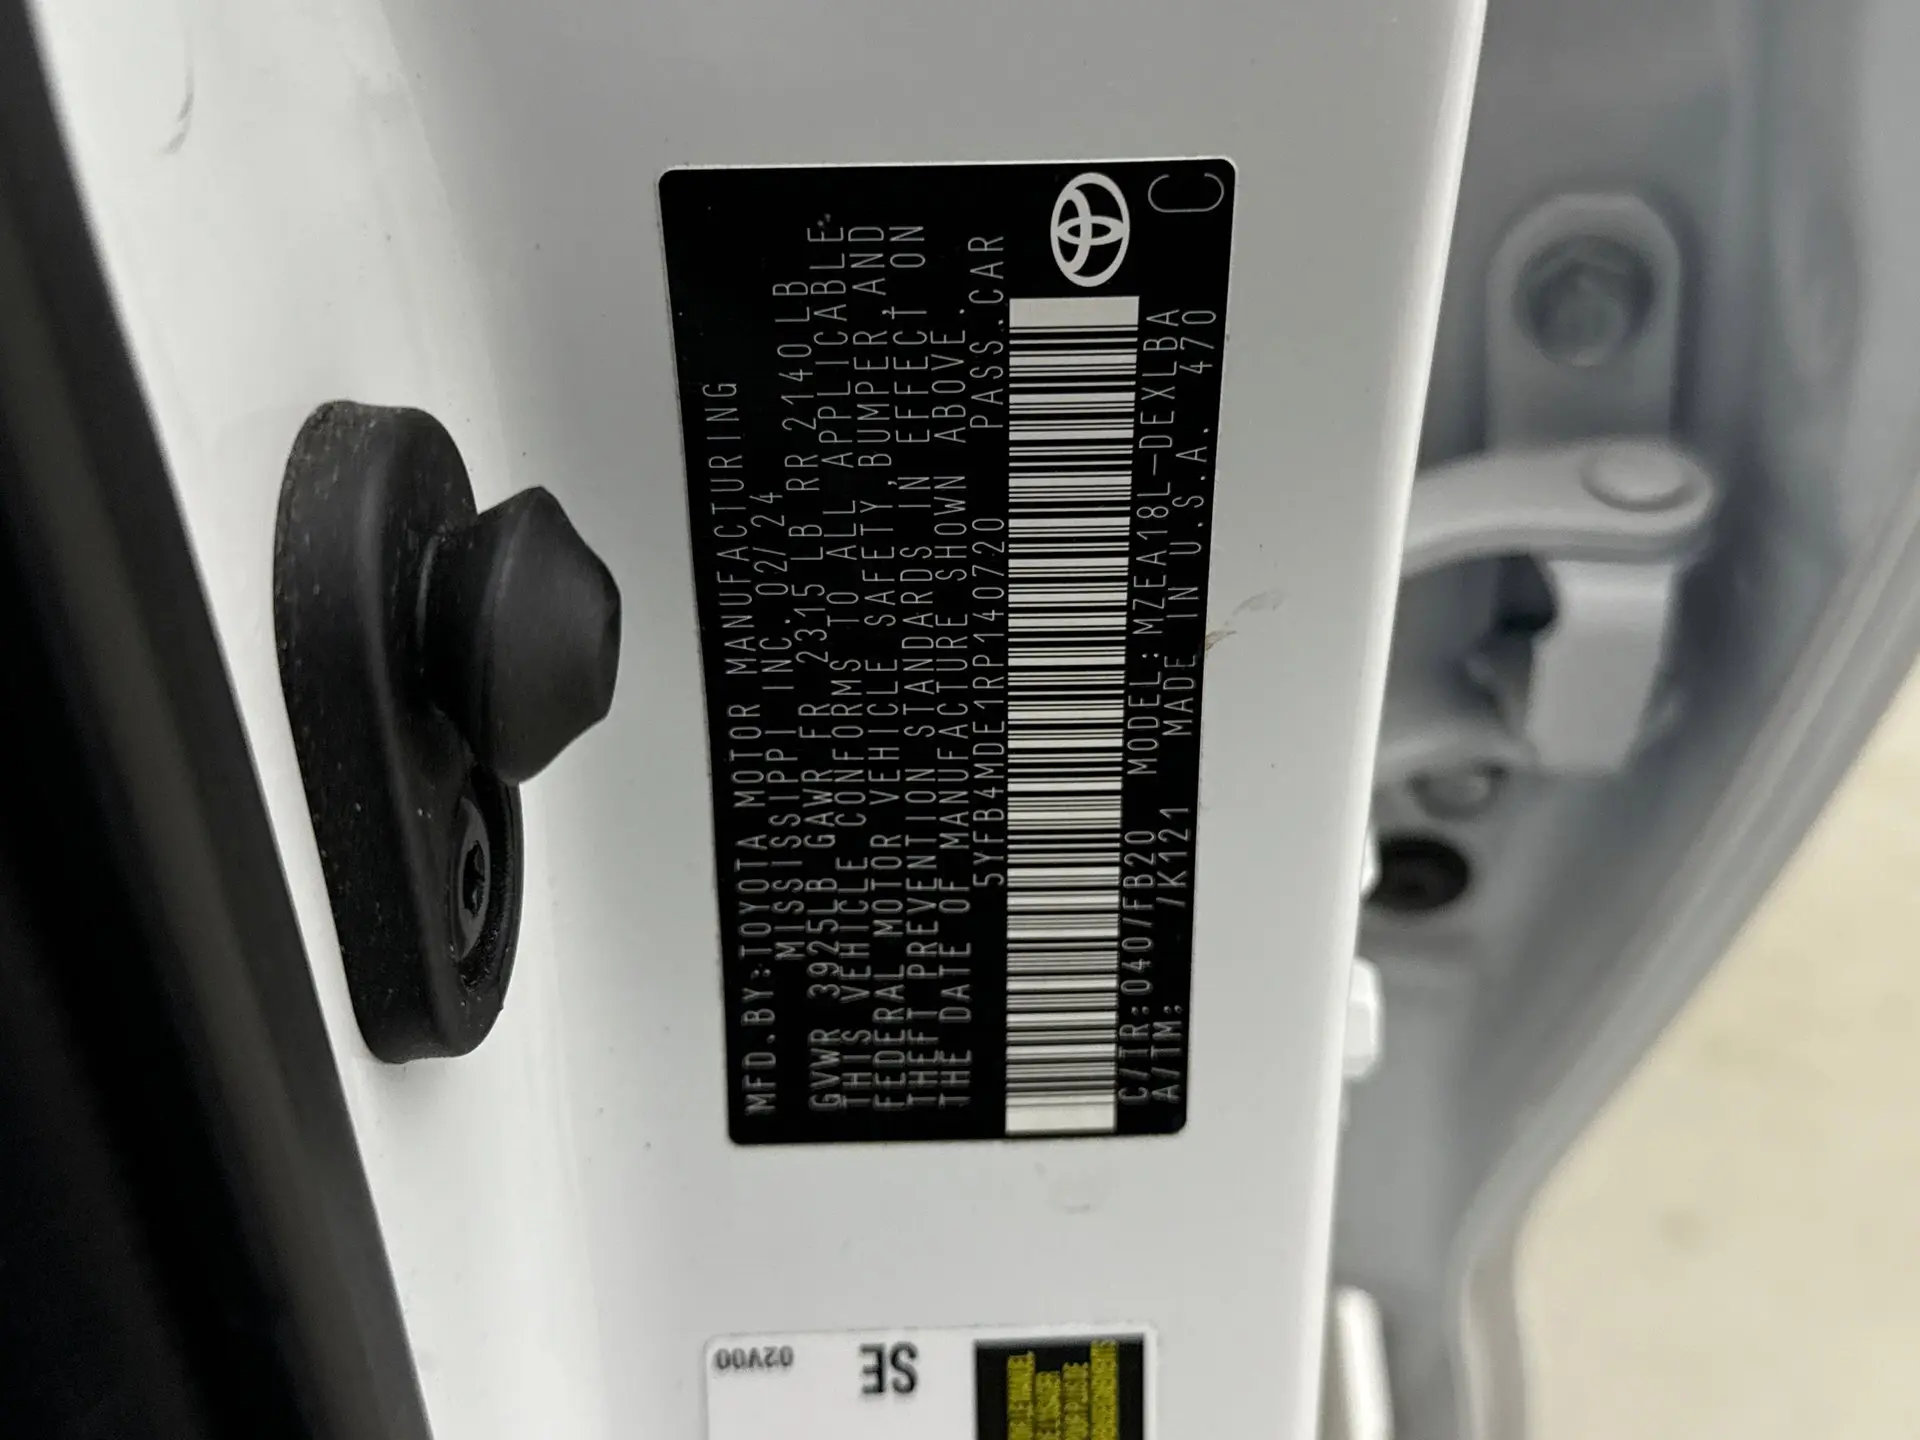 MFD.BY:TOYOTA MOTOR MANUFACTURING
MISSISSIPPI INC. 02/24
GVWR 3925LB GAWR FR 2315 LB RR 2140LB
THIS VEHICLE CONFORMS TO ALL APPLICABLE
FEDERAL MOTOR VEHICLE SAFETY, BUMPER, AND
THEFT PREVENTION STANDARDS IN EFFECT ON
THE DATE OF MANUFACTURE SHOWN ABOVE.
5YFB4MDE1RP140720 PASS.CAR
C/TR:040/FB20 MODEL:MZEA18L-DEXLBA
A/TM: /K121 MADE IN U.S.A. 470
C
02V00
SE